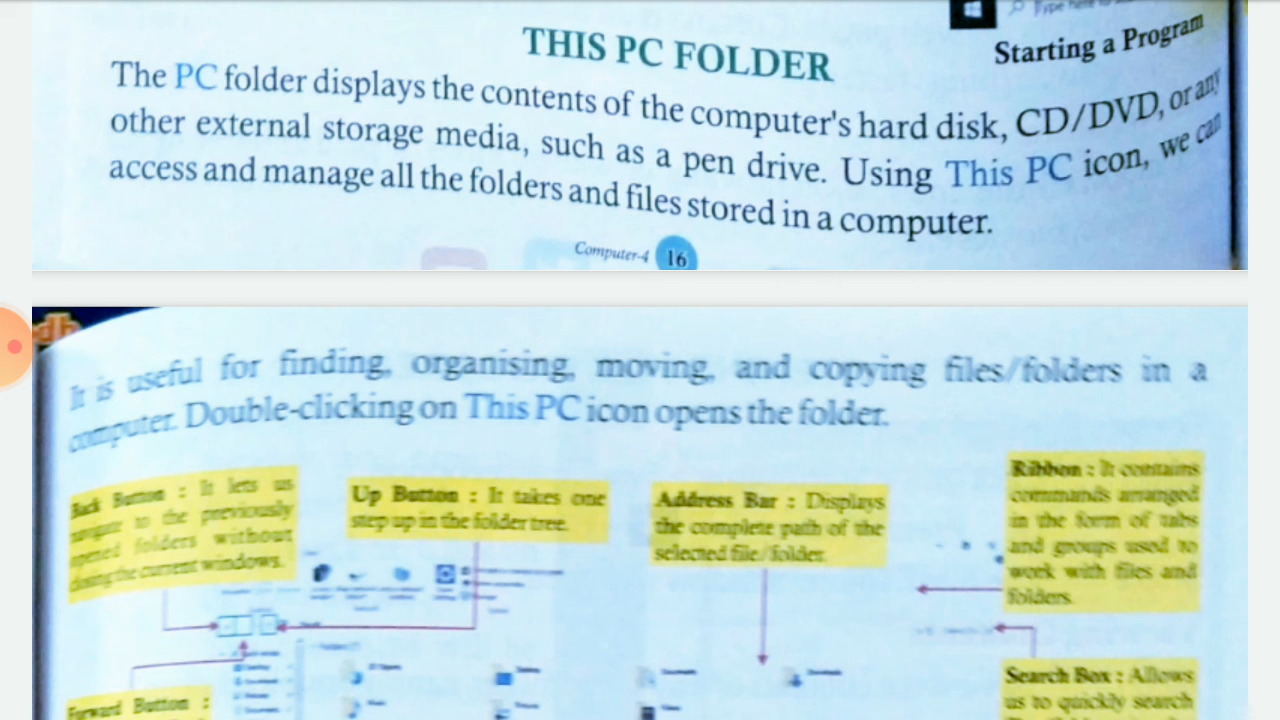 Type here to
Starting a Program
THIS PC FOLDER
The PC folder displays the contents of the computer's hard disk, CD/DVD, or any
other external storage media, such as a pen drive. Using This PC icon, we can
access and manage all the folders and files stored in a computer.
Computer-4 16
It is useful for finding, organising, moving, and copying files/folders in a
computer. Double-clicking on This PC icon opens the folder.
Back Button : It lets us
navigate to the previously
opened folders without
closing the current windows.
Up Button : It takes one
step up in the folder tree.
Address Bar : Displays
the complete path of the
selected file/folder.
Ribbon : It contains
commands arranged
in the form of tabs
and groups used to
work with files and
folders.
Forward Button :
Search Box : Allows
us to quickly search